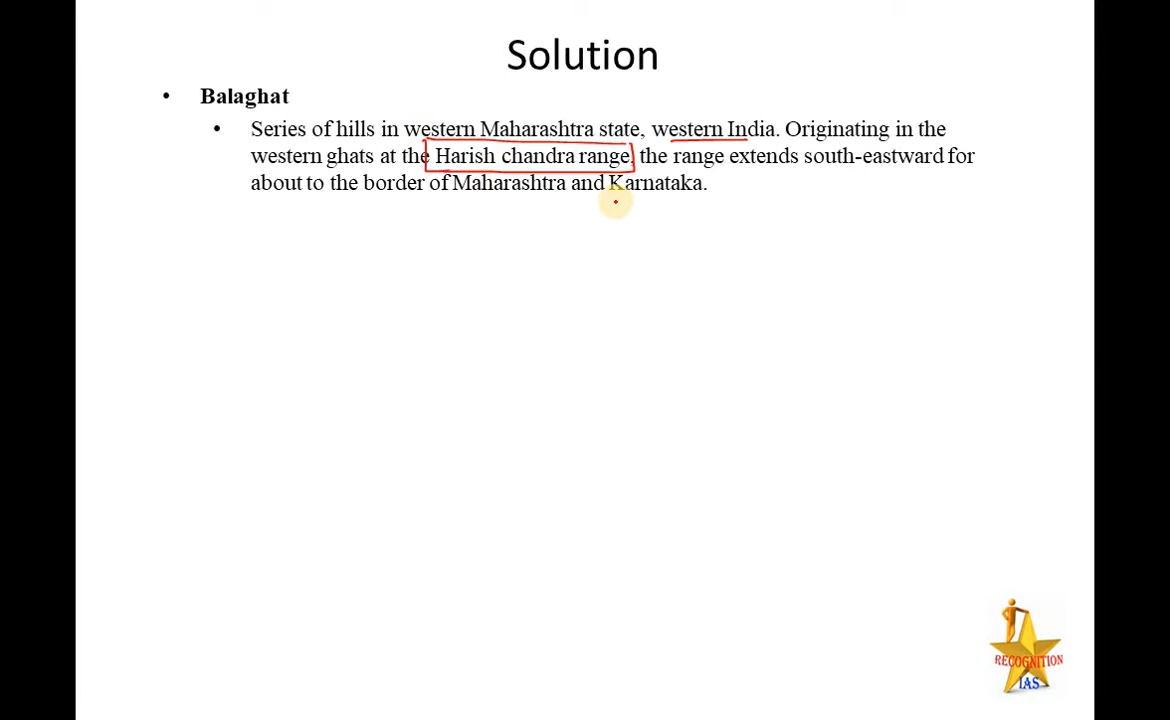 Solution
• Balaghat
• Series of hills in western Maharashtra state, western India. Originating in the
western ghats at the Harish chandra range, the range extends south-eastward for
about to the border of Maharashtra and Karnataka.
RECOGNITION
IAS